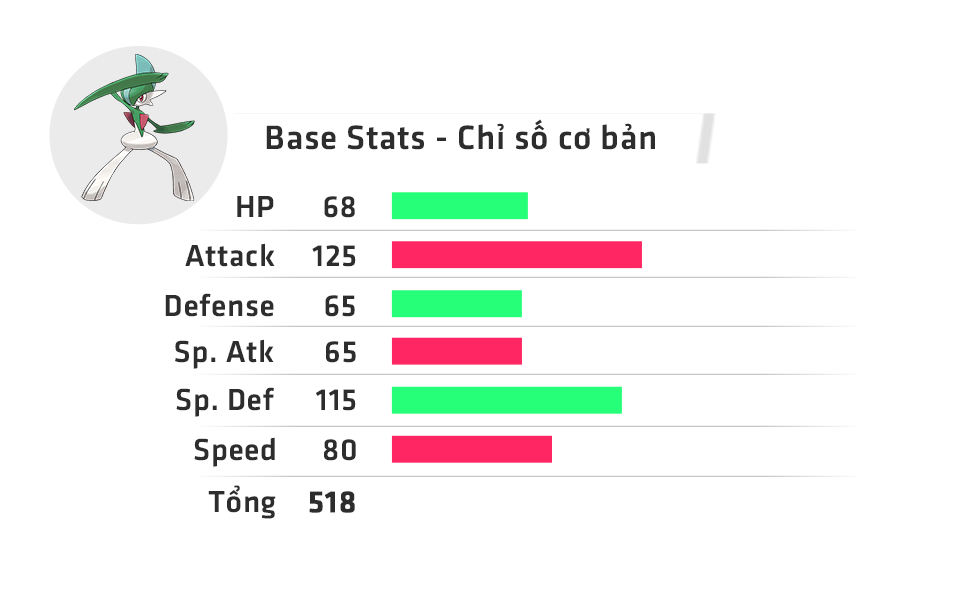 Base Stats - Chỉ số cơ bản
HP 68
Attack 125
Defense 65
Sp. Atk 65
Sp. Def 115
Speed 80
Tổng 518